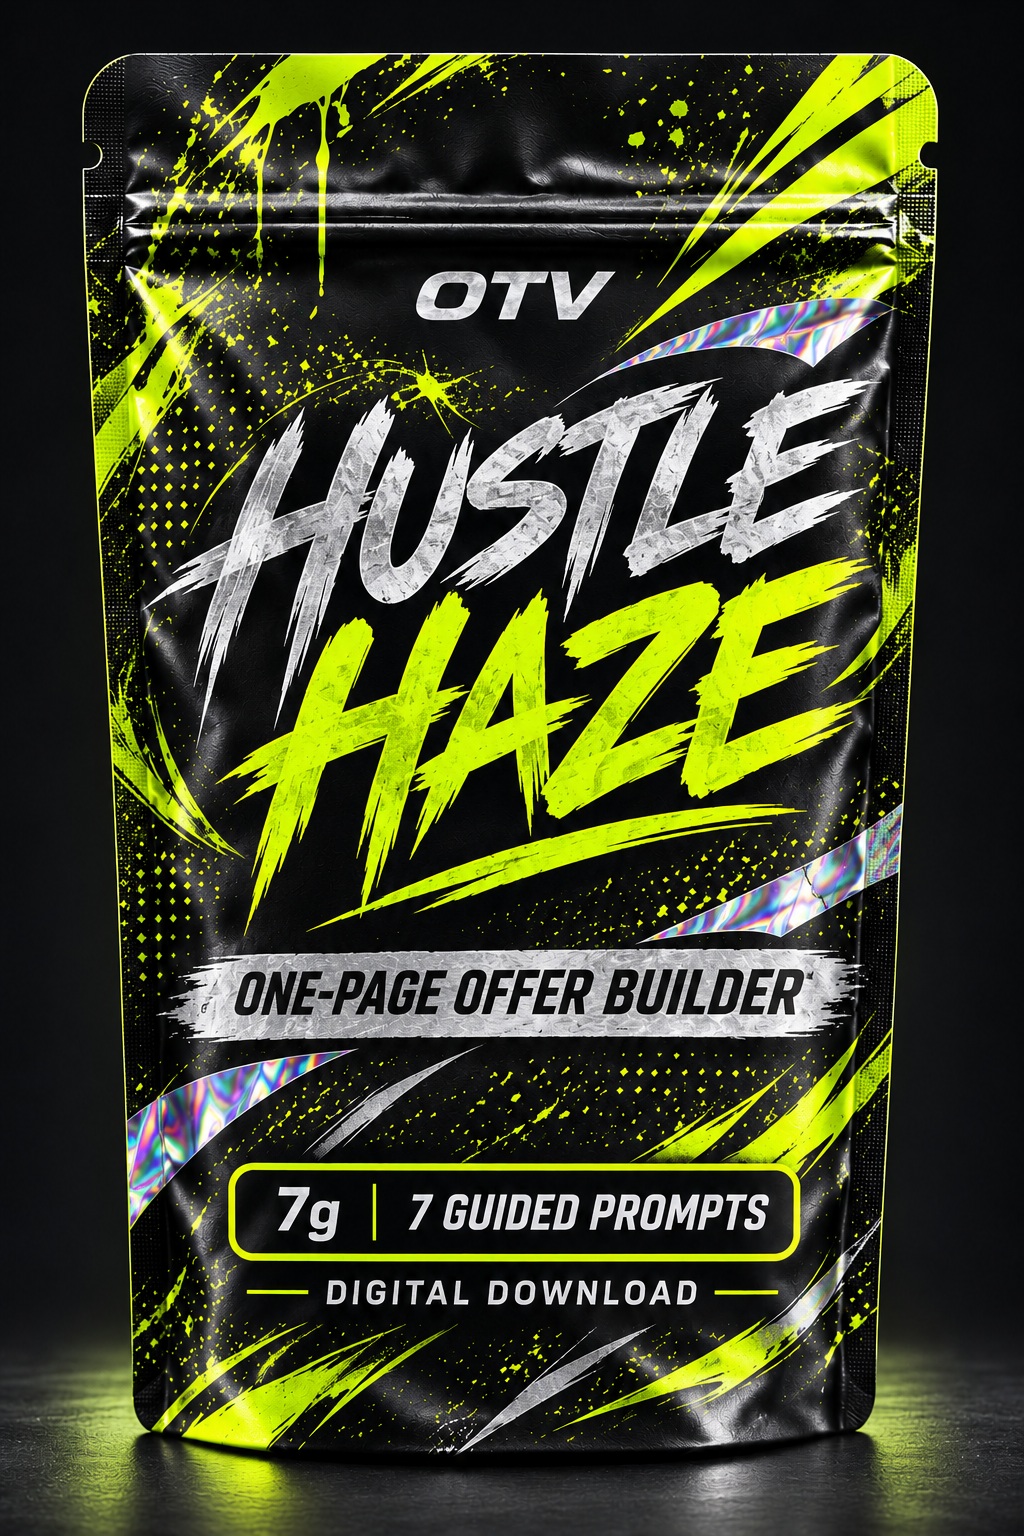 OTV
HUSTLE
HAZE
ONE-PAGE OFFER BUILDER
7g | 7 GUIDED PROMPTS
DIGITAL DOWNLOAD